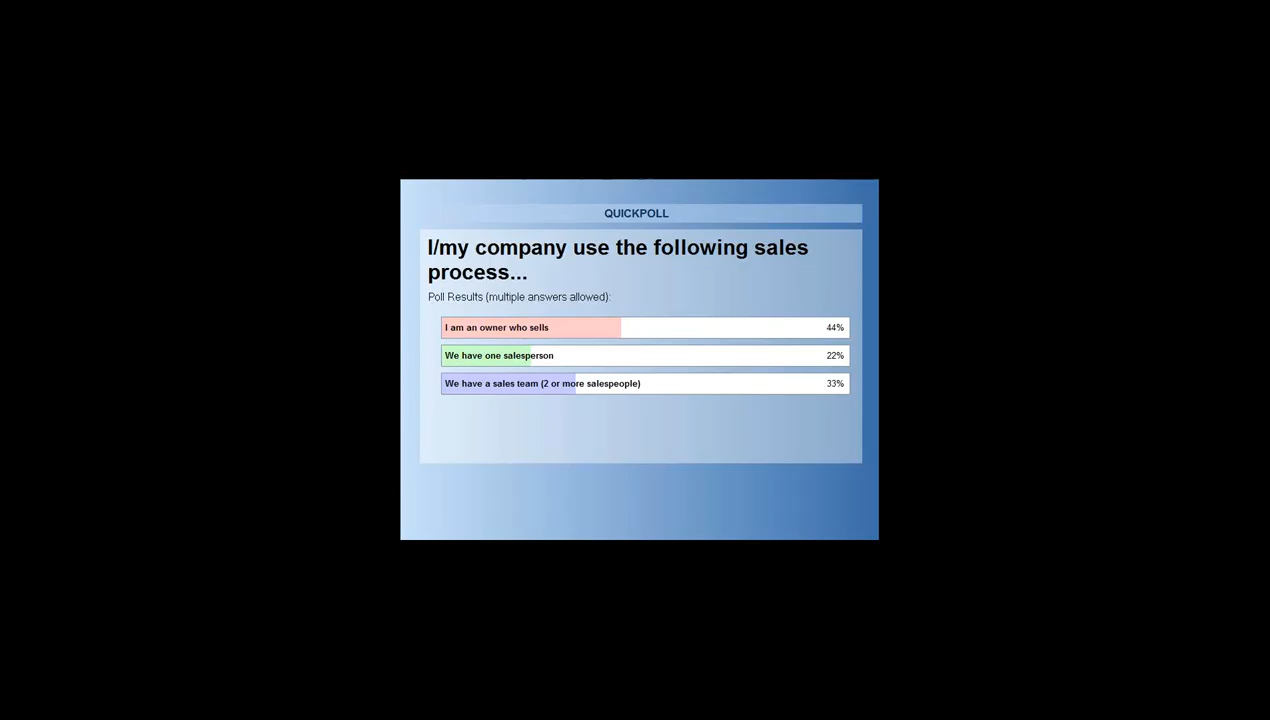 QUICKPOLL
I/my company use the following sales
process...
Poll Results (multiple answers allowed):
I am an owner who sells 44%
We have one salesperson 22%
We have a sales team (2 or more salespeople) 33%